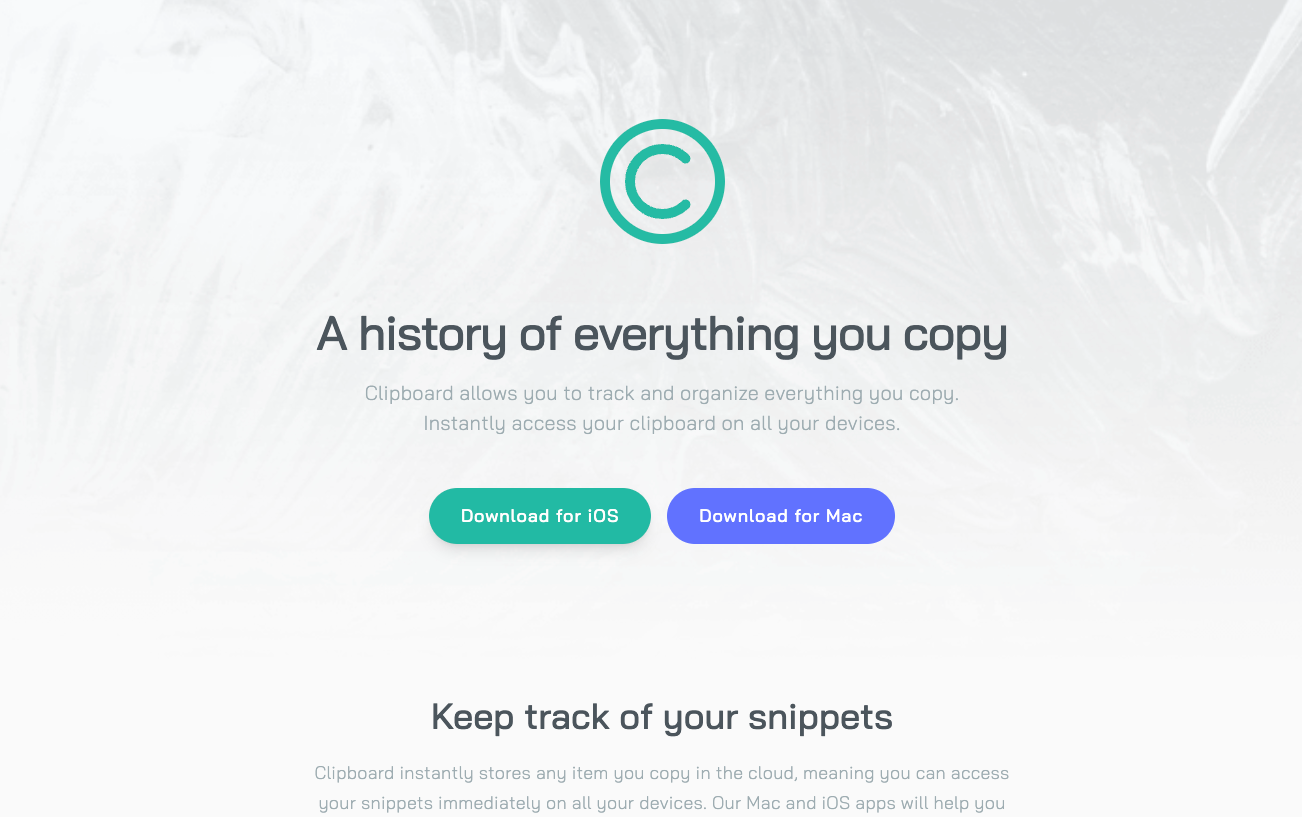 A history of everything you copy
Clipboard allows you to track and organize everything you copy.
Instantly access your clipboard on all your devices.
Download for iOS
Download for Mac
Keep track of your snippets
Clipboard instantly stores any item you copy in the cloud, meaning you can access
your snippets immediately on all your devices. Our Mac and iOS apps will help you